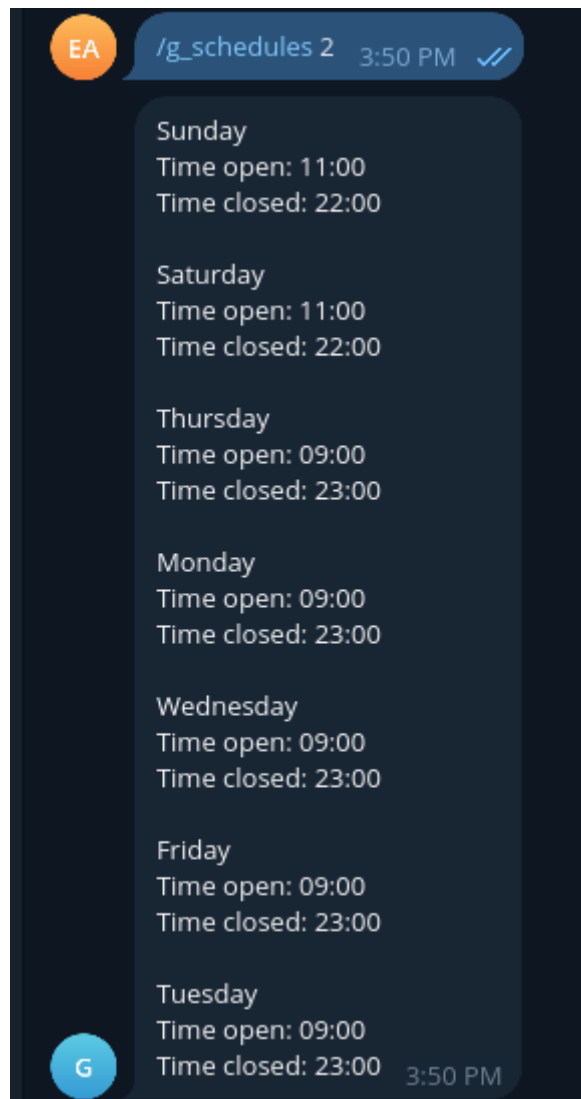 EA
/g_schedules 2 3:50 PM
Sunday
Time open: 11:00
Time closed: 22:00
Saturday
Time open: 11:00
Time closed: 22:00
Thursday
Time open: 09:00
Time closed: 23:00
Monday
Time open: 09:00
Time closed: 23:00
Wednesday
Time open: 09:00
Time closed: 23:00
Friday
Time open: 09:00
Time closed: 23:00
Tuesday
Time open: 09:00
Time closed: 23:00 3:50 PM
G